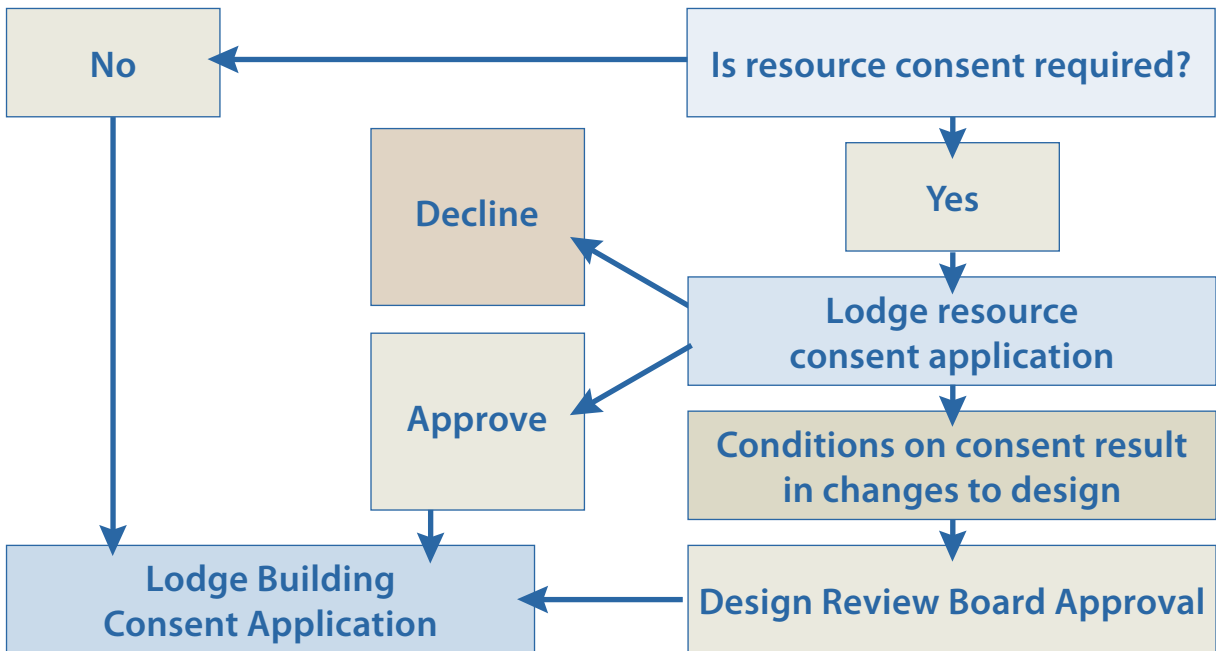 No
Is resource consent required?
Decline
Yes
Lodge resource
consent application
Approve
Conditions on consent result
in changes to design
Lodge Building
Consent Application
Design Review Board Approval